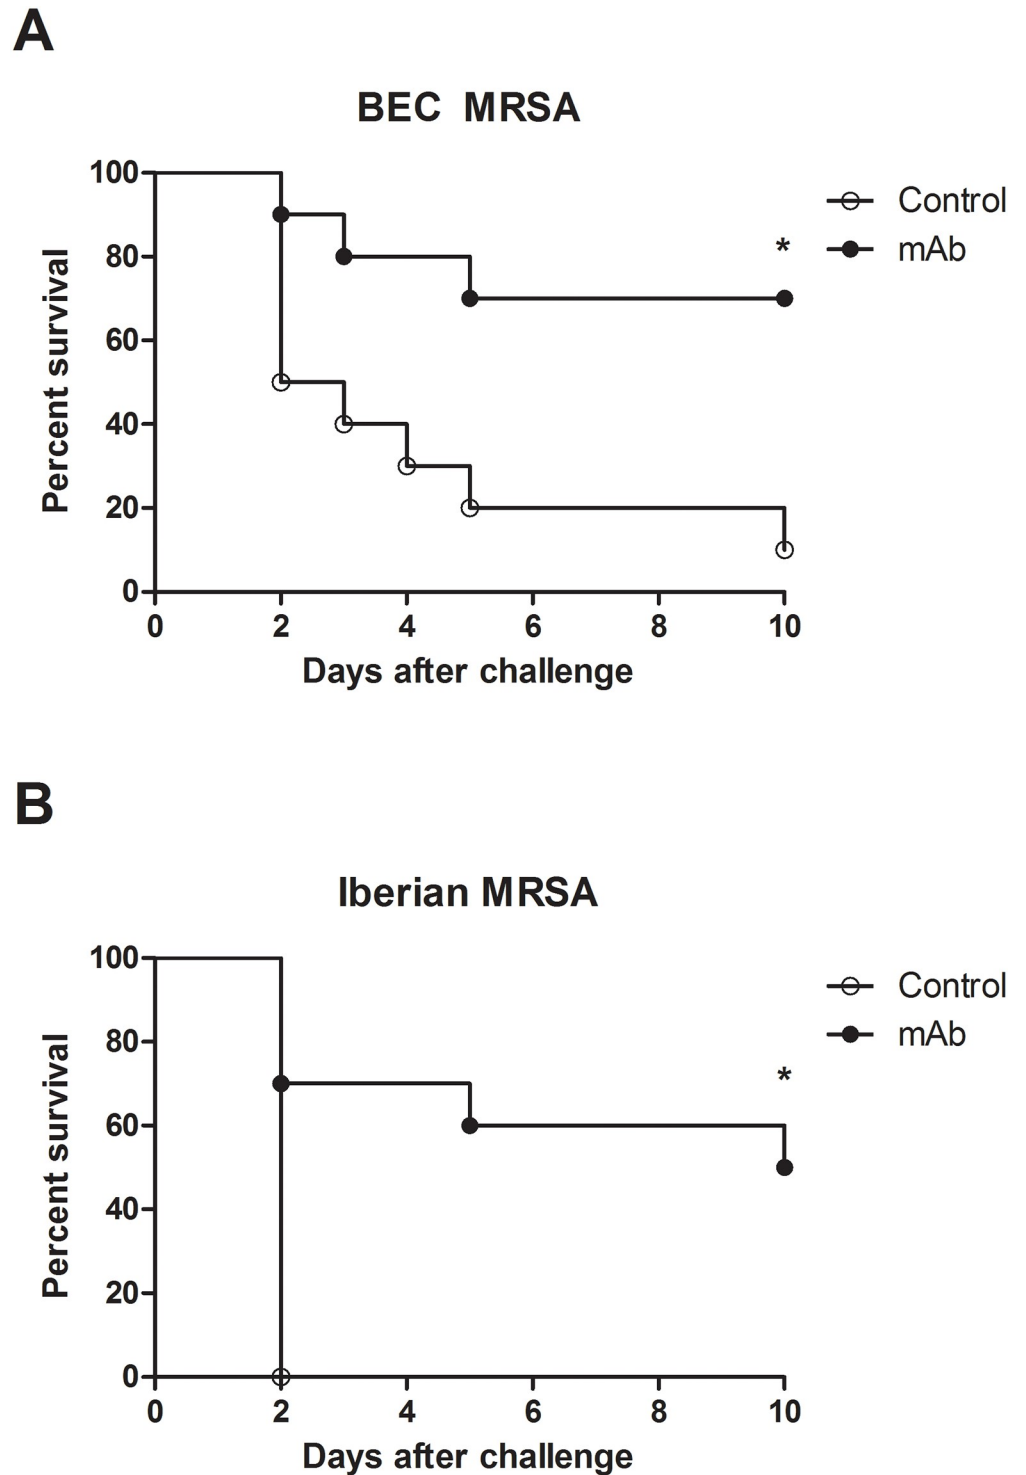 A
BEC MRSA
100
80
60
40
20
0
Percent survival
0 2 4 6 8 10
Days after challenge
Control
mAb
*
B
Iberian MRSA
100
80
60
40
20
0
Percent survival
0 2 4 6 8 10
Days after challenge
Control
mAb
*